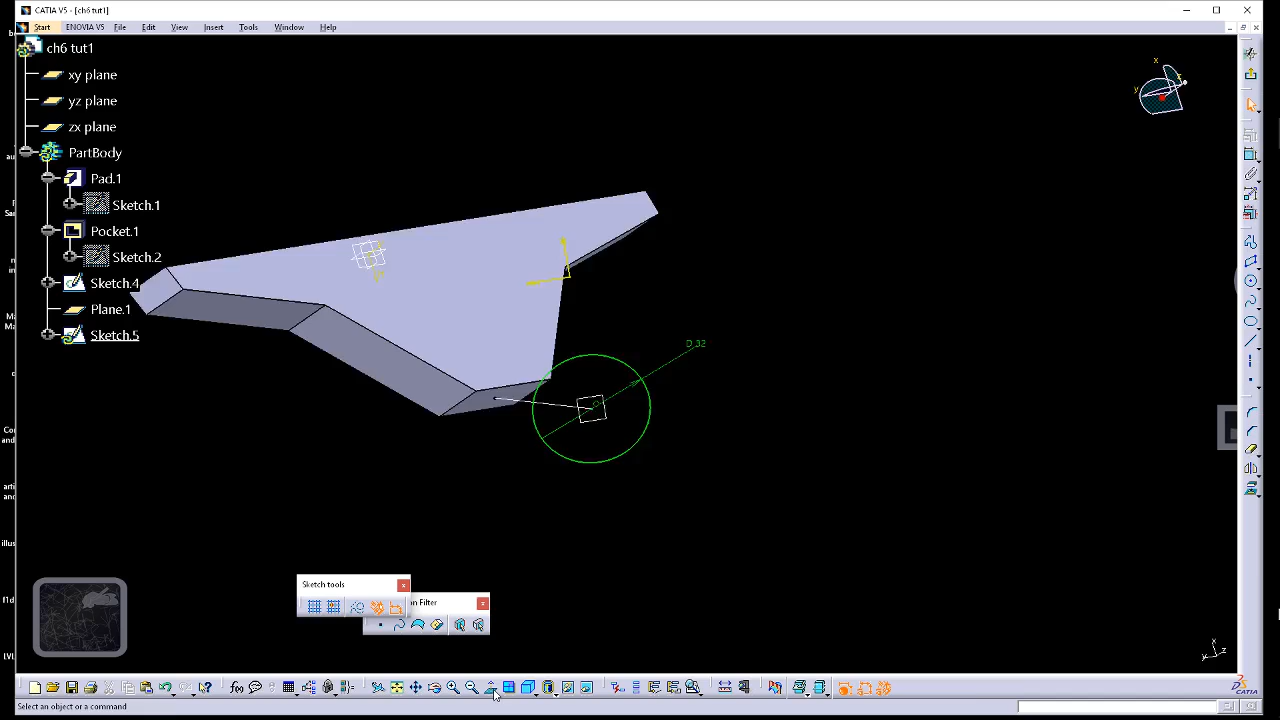 CATIA V5 - [ch6 tut1]
Start ENOVIA V5 File Edit View Insert Tools Window Help
ch6 tut1
xy plane
yz plane
zx plane
PartBody
Pad.1
Sketch.1
Pocket.1
Sketch.2
Sketch.4
Plane.1
Sketch.5
x
y
z
D 32
Sketch tools
n Filter
x
z
CATIA
Select an object or a command